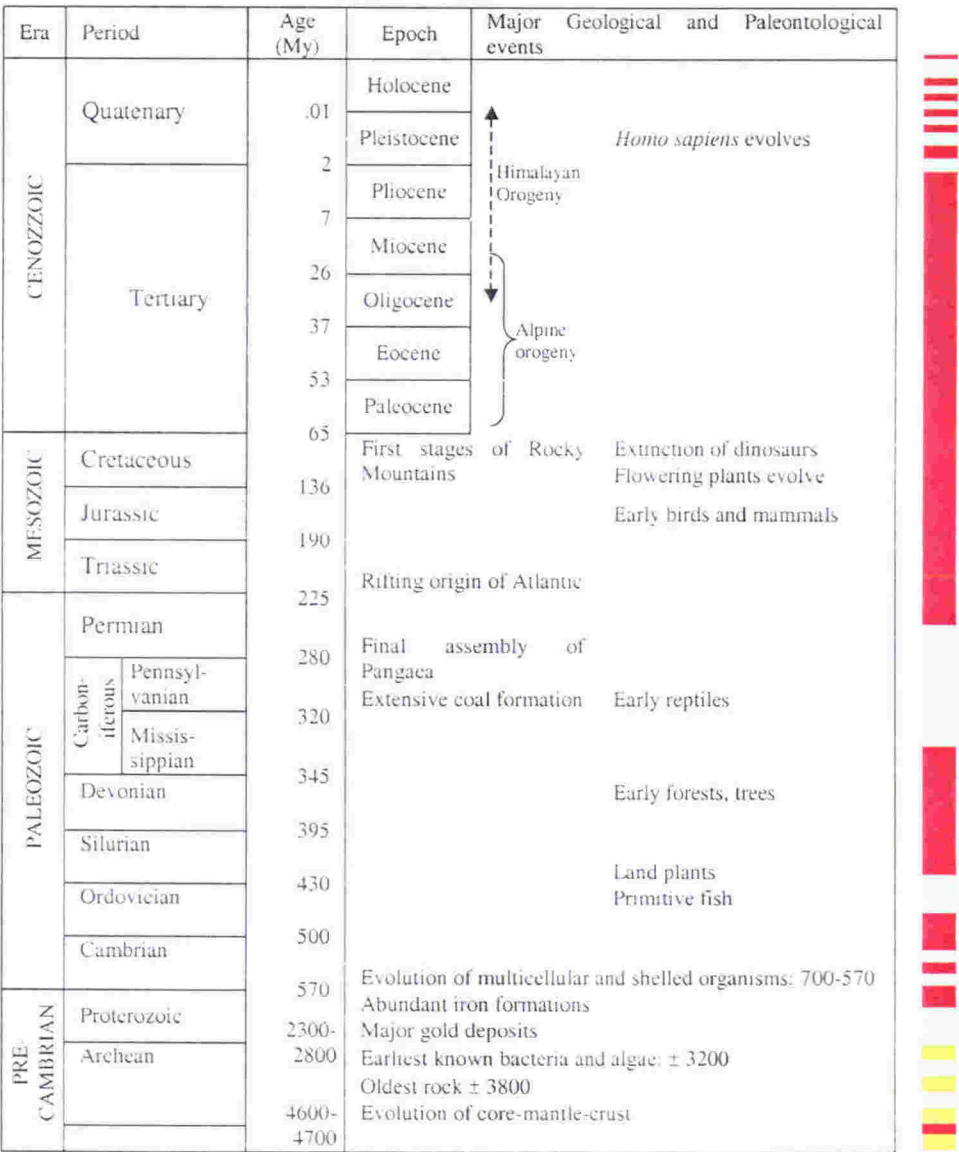 Era Period Age (My) Epoch Major Geological and Paleontological events
CENOZZOIC
Quatenary
Holocene
.01
Pleistocene
Homo sapiens evolves
2
Himalayan
Orogeny
Pliocene
7
Miocene
26
Tertiary
Oligocene
37
Alpine
orogeny
Eocene
53
Paleocene
65
MESOZOIC
Cretaceous
First stages of Rocky Extinction of dinosaurs
Mountains Flowering plants evolve
136
Jurassic
Early birds and mammals
190
Triassic
Rifting origin of Atlantic
225
PALEOZOIC
Permian
280
Final assembly of
Pangaea
Carbon-
iferous
Pennsyl-
vanian
Extensive coal formation Early reptiles
320
Missis-
sippian
345
Devonian
Early forests, trees
395
Silurian
Land plants
430
Ordovician
Primitive fish
500
Cambrian
Evolution of multicellular and shelled organisms: 700-570
570
Abundant iron formations
PRE-
CAMBRIAN
Proterozoic
2300- Major gold deposits
2800 Earliest known bacteria and algae: ± 3200
Archean
Oldest rock ± 3800
4600- Evolution of core-mantle-crust
4700